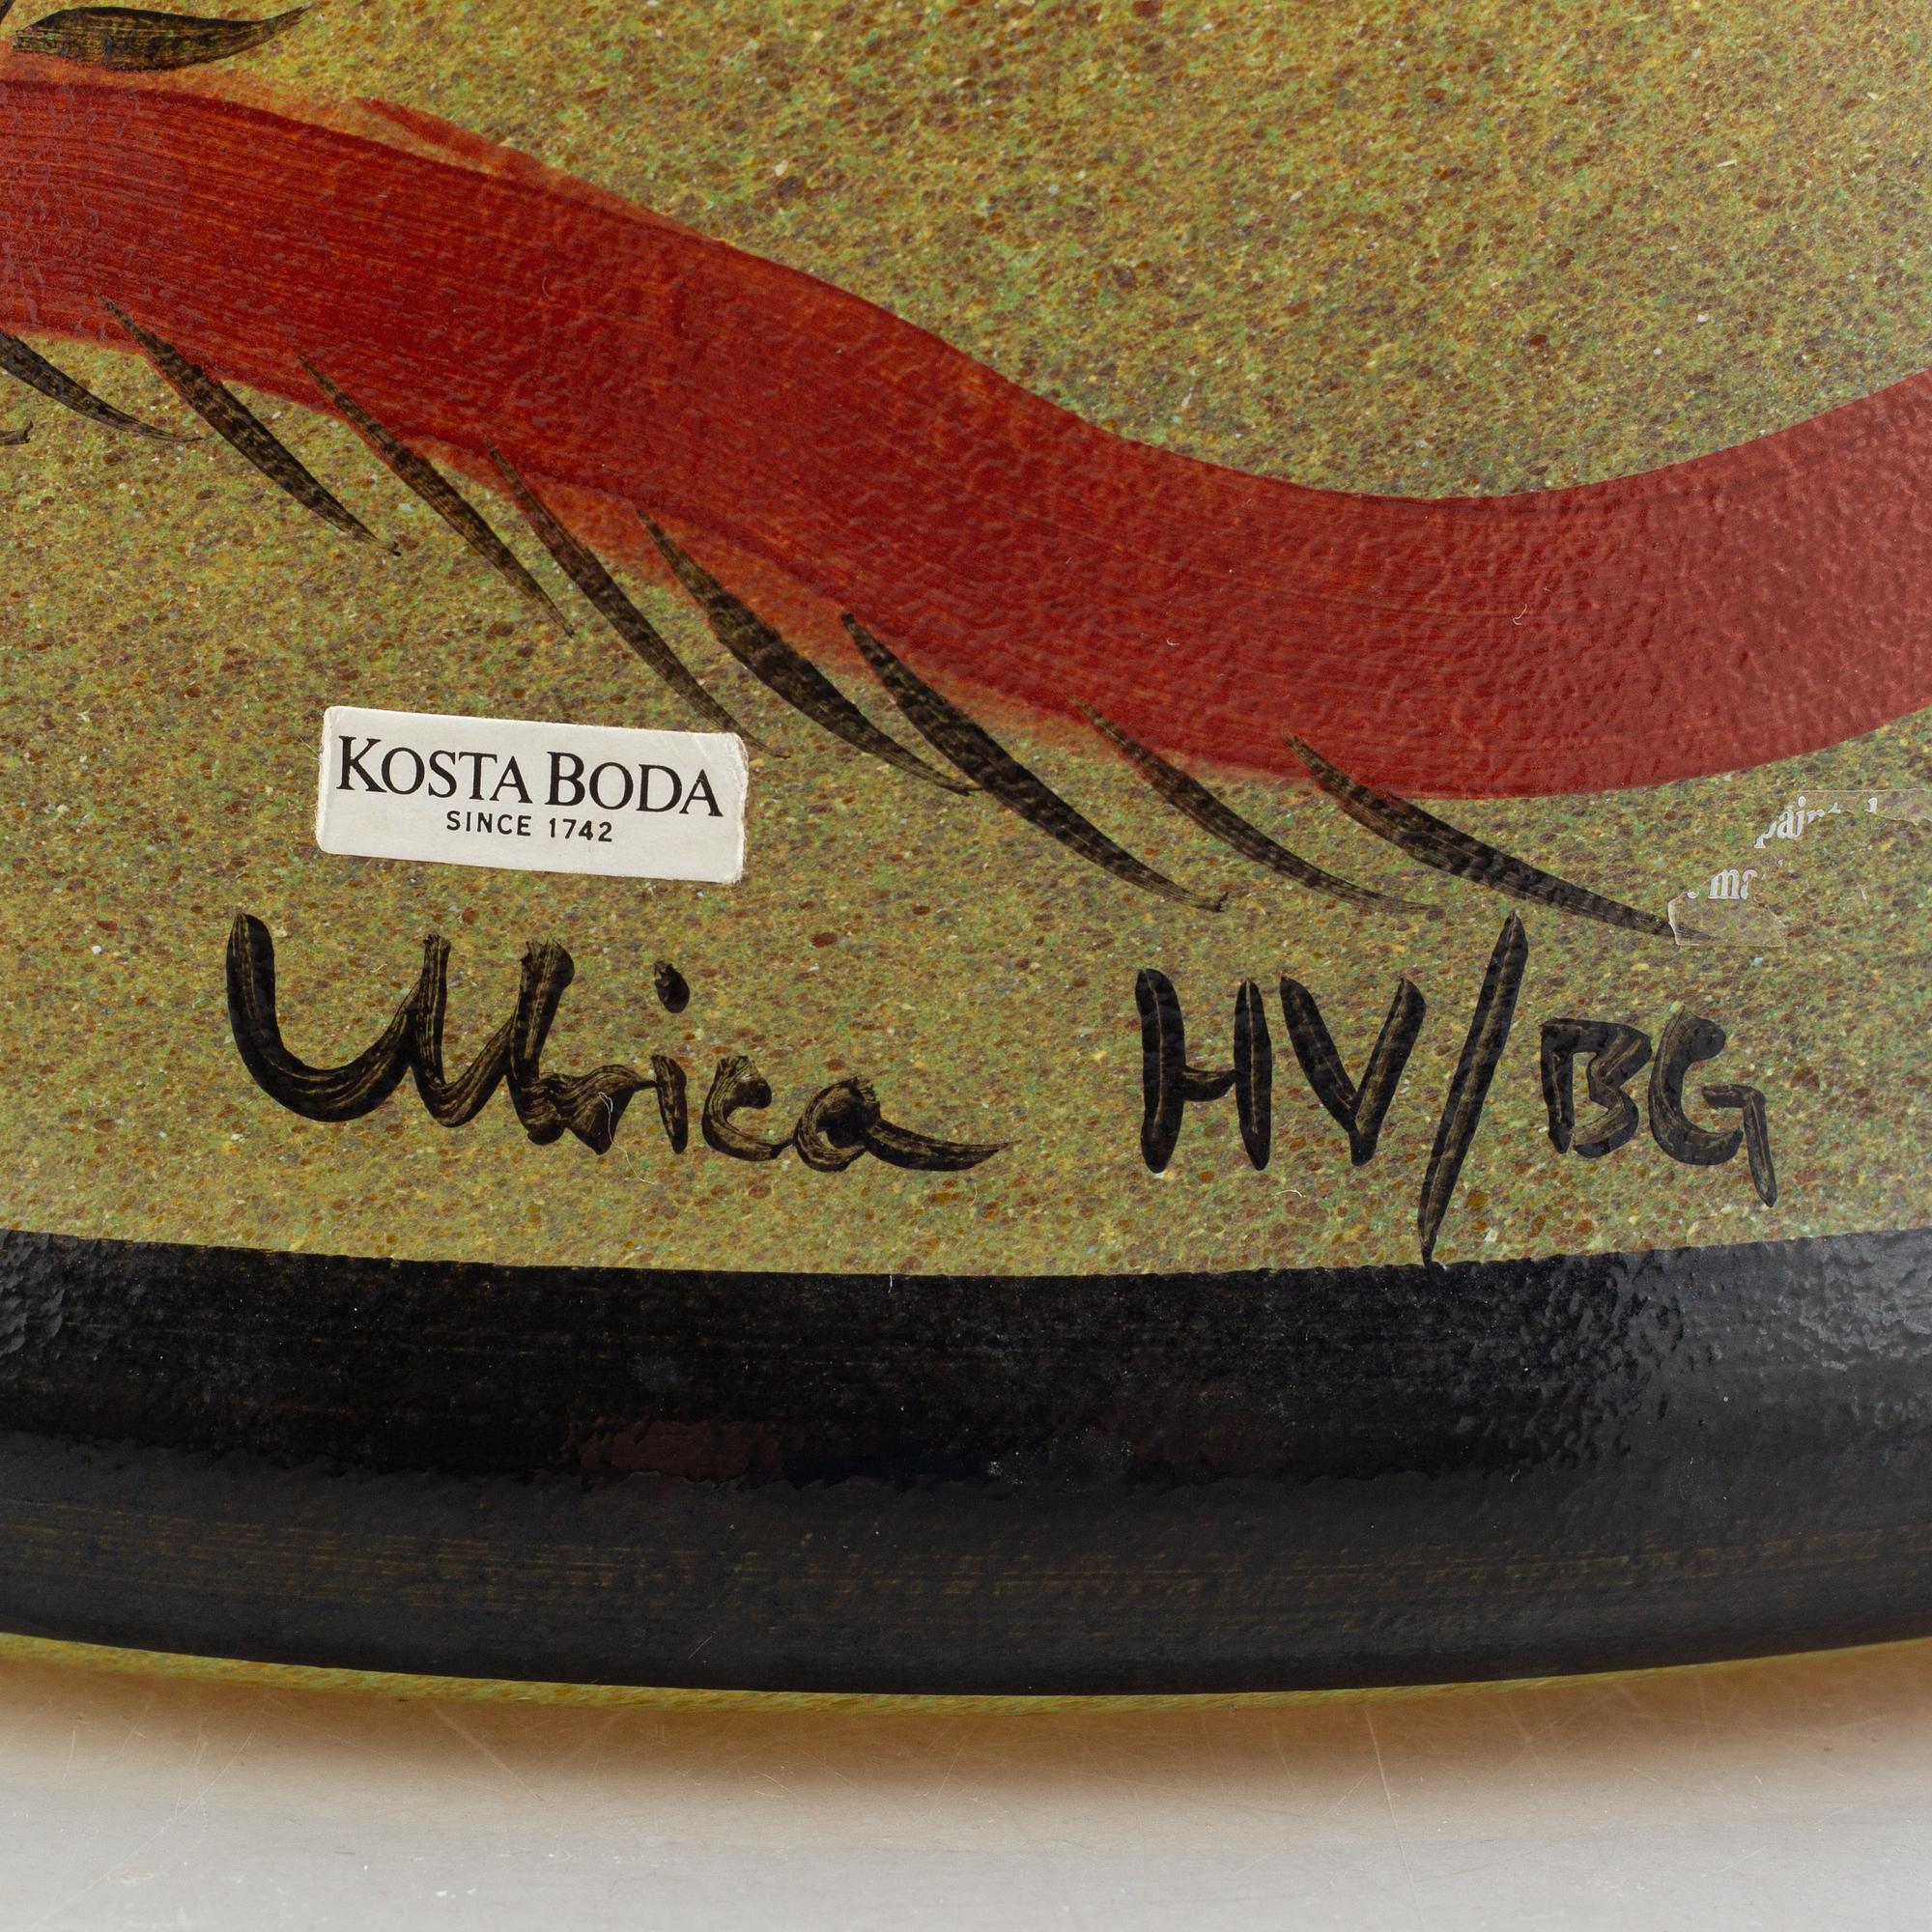 KOSTA BODA
SINCE 1742
Ulrica HV/BG